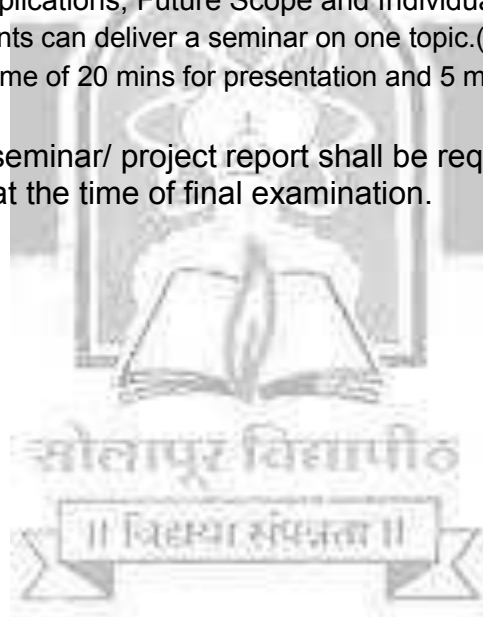 plications, Future Scope and Individua
nts can deliver a seminar on one topic.(
me of 20 mins for presentation and 5 m
seminar/ project report shall be req
at the time of final examination.
सोलापूर विद्यापीठ
॥ विद्यया संपन्नता ॥